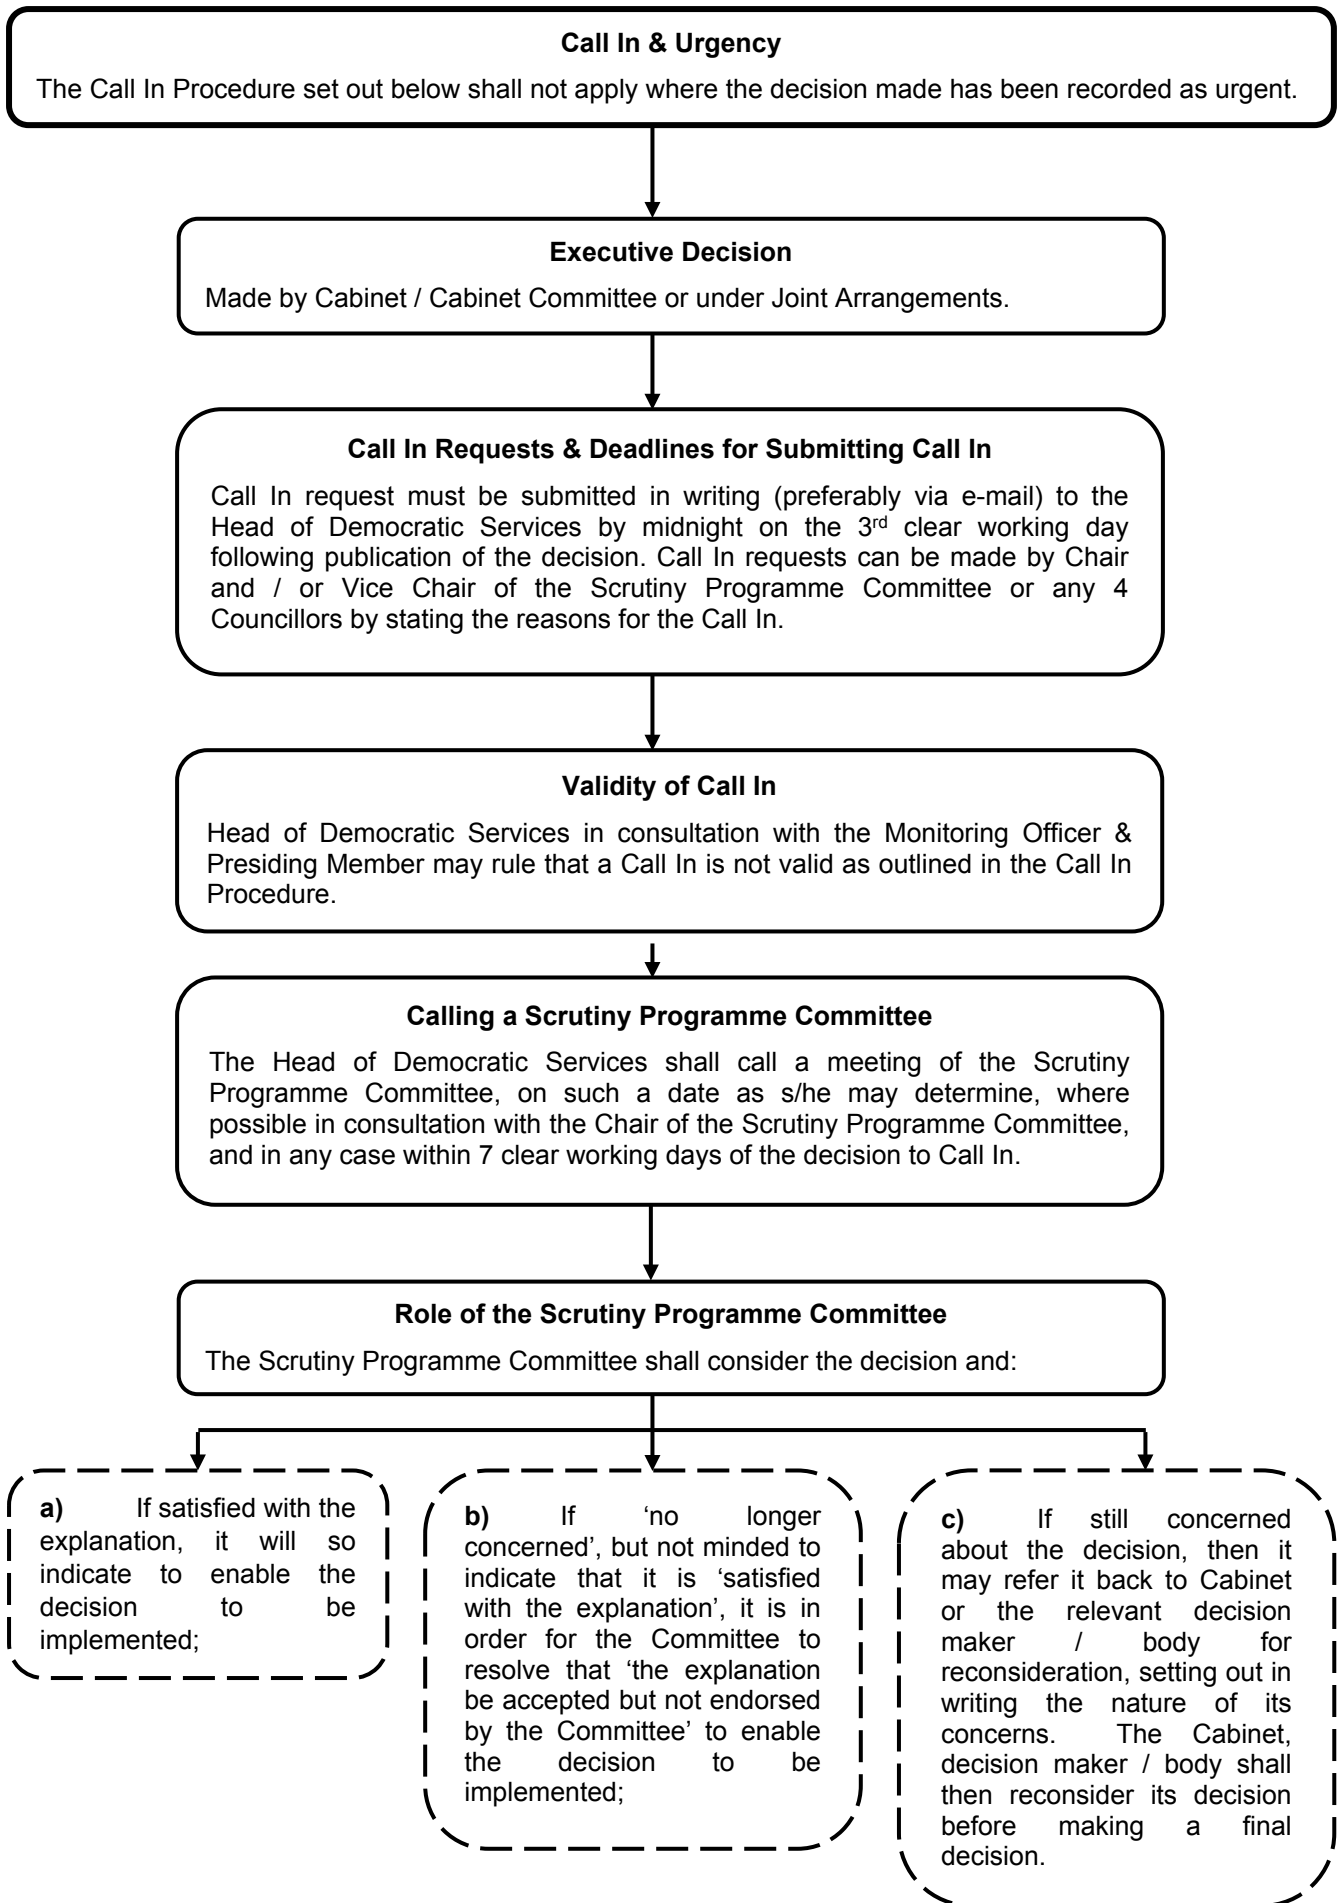 Call In & Urgency
The Call In Procedure set out below shall not apply where the decision made has been recorded as urgent.
Executive Decision
Made by Cabinet / Cabinet Committee or under Joint Arrangements.
Call In Requests & Deadlines for Submitting Call In
Call In request must be submitted in writing (preferably via e-mail) to the
Head of Democratic Services by midnight on the 3rd clear working day
following publication of the decision. Call In requests can be made by Chair
and / or Vice Chair of the Scrutiny Programme Committee or any 4
Councillors by stating the reasons for the Call In.
Validity of Call In
Head of Democratic Services in consultation with the Monitoring Officer &
Presiding Member may rule that a Call In is not valid as outlined in the Call In
Procedure.
Calling a Scrutiny Programme Committee
The Head of Democratic Services shall call a meeting of the Scrutiny
Programme Committee, on such a date as s/he may determine, where
possible in consultation with the Chair of the Scrutiny Programme Committee,
and in any case within 7 clear working days of the decision to Call In.
Role of the Scrutiny Programme Committee
The Scrutiny Programme Committee shall consider the decision and:
a) If satisfied with the
explanation, it will so
indicate to enable the
decision to be
implemented;
b) If ‘no longer
concerned’, but not minded to
indicate that it is ‘satisfied
with the explanation’, it is in
order for the Committee to
resolve that ‘the explanation
be accepted but not endorsed
by the Committee’ to enable
the decision to be
implemented;
c) If still concerned
about the decision, then it
may refer it back to Cabinet
or the relevant decision
maker / body for
reconsideration, setting out in
writing the nature of its
concerns. The Cabinet,
decision maker / body shall
then reconsider its decision
before making a final
decision.